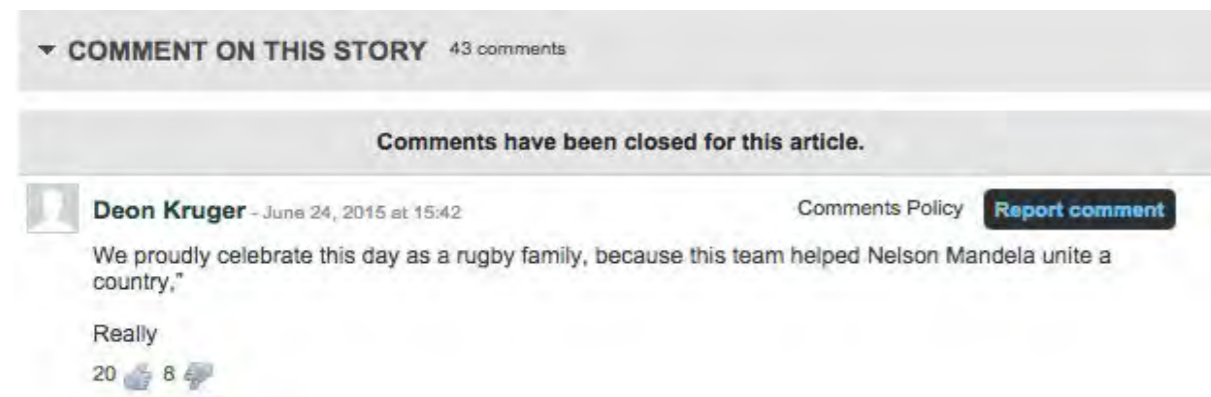 COMMENT ON THIS STORY 43 comments
Comments have been closed for this article.
Deon Kruger - June 24, 2015 at 15:42 Comments Policy Report comment
We proudly celebrate this day as a rugby family, because this team helped Nelson Mandela unite a
country,"
Really
20 8